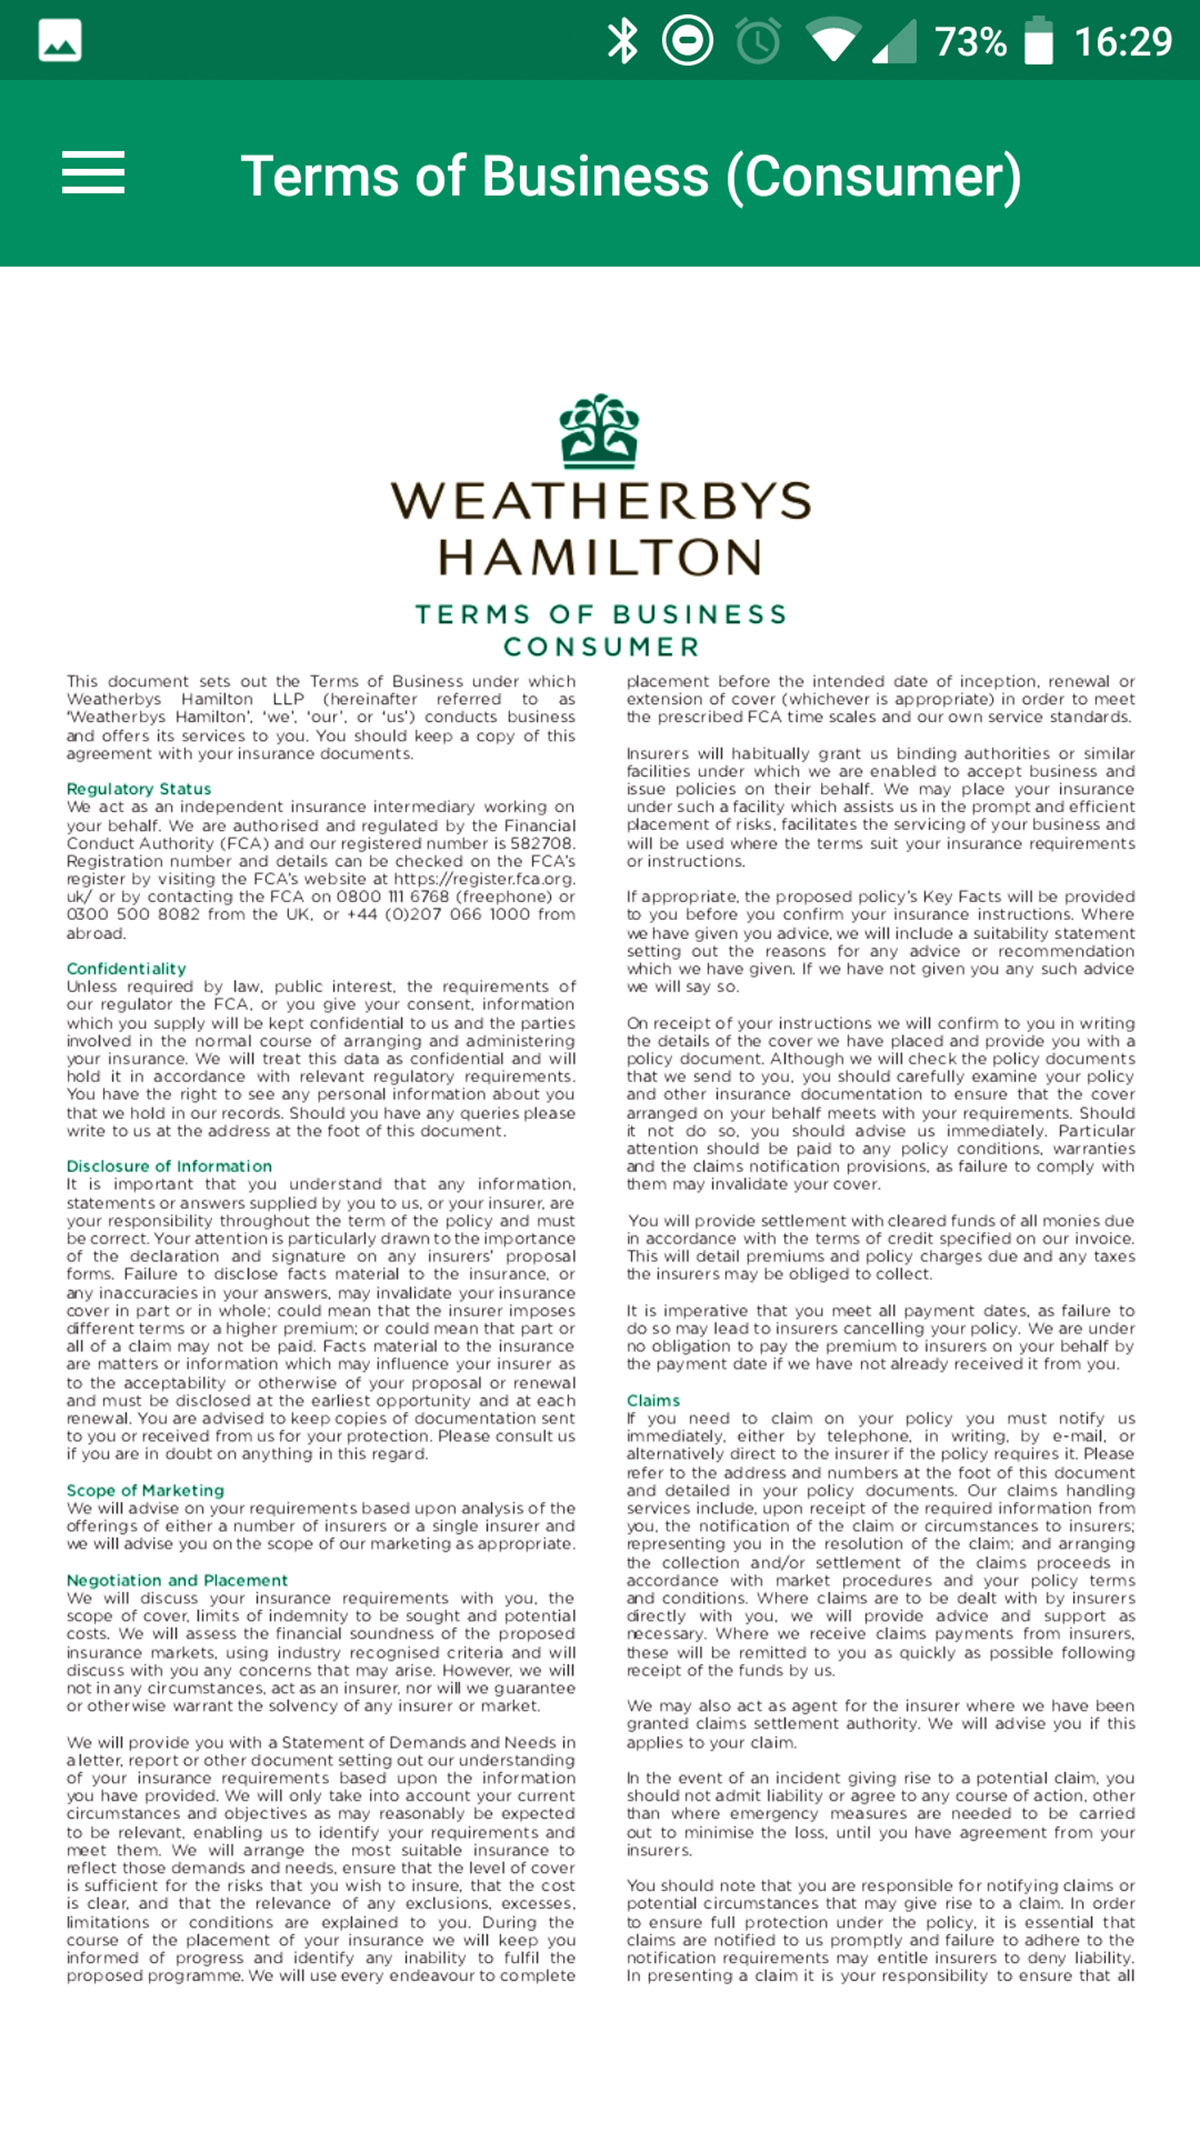 73% 16:29
Terms of Business (Consumer)
WEATHERBYS
HAMILTON
TERMS OF BUSINESS
CONSUMER
This document sets out the Terms of Business under which
Weatherbys Hamilton LLP (hereinafter referred to as
'Weatherbys Hamilton', 'we', 'our', or 'us') conducts business
and offers its services to you. You should keep a copy of this
agreement with your insurance documents.
Regulatory Status
We act as an independent insurance intermediary working on
your behalf. We are authorised and regulated by the Financial
Conduct Authority (FCA) and our registered number is 582708.
Registration number and details can be checked on the FCA's
register by visiting the FCA's website at https://register.fca.org.
uk/ or by contacting the FCA on 0800 111 6768 (freephone) or
0300 500 8082 from the UK, or +44 (0)207 066 1000 from
abroad.
Confidentiality
Unless required by law, public interest, the requirements of
our regulator the FCA, or you give your consent, information
which you supply will be kept confidential to us and the parties
involved in the normal course of arranging and administering
your insurance. We will treat this data as confidential and will
hold it in accordance with relevant regulatory requirements.
You have the right to see any personal information about you
that we hold in our records. Should you have any queries please
write to us at the address at the foot of this document.
Disclosure of Information
It is important that you understand that any information,
statements or answers supplied by you to us, or your insurer, are
your responsibility throughout the term of the policy and must
be correct. Your attention is particularly drawn to the importance
of the declaration and signature on any insurers' proposal
forms. Failure to disclose facts material to the insurance, or
any inaccuracies in your answers, may invalidate your insurance
cover in part or in whole; could mean that the insurer imposes
different terms or a higher premium; or could mean that part or
all of a claim may not be paid. Facts material to the insurance
are matters or information which may influence your insurer as
to the acceptability or otherwise of your proposal or renewal
and must be disclosed at the earliest opportunity and at each
renewal. You are advised to keep copies of documentation sent
to you or received from us for your protection. Please consult us
if you are in doubt on anything in this regard.
Scope of Marketing
We will advise on your requirements based upon analysis of the
offerings of either a number of insurers or a single insurer and
we will advise you on the scope of our marketing as appropriate.
Negotiation and Placement
We will discuss your insurance requirements with you, the
scope of cover, limits of indemnity to be sought and potential
costs. We will assess the financial soundness of the proposed
insurance markets, using industry recognised criteria and will
discuss with you any concerns that may arise. However, we will
not in any circumstances, act as an insurer, nor will we guarantee
or otherwise warrant the solvency of any insurer or market.
We will provide you with a Statement of Demands and Needs in
a letter, report or other document setting out our understanding
of your insurance requirements based upon the information
you have provided. We will only take into account your current
circumstances and objectives as may reasonably be expected
to be relevant, enabling us to identify your requirements and
meet them. We will arrange the most suitable insurance to
reflect those demands and needs, ensure that the level of cover
is sufficient for the risks that you wish to insure, that the cost
is clear, and that the relevance of any exclusions, excesses,
limitations or conditions are explained to you. During the
course of the placement of your insurance we will keep you
informed of progress and identify any inability to fulfil the
proposed programme. We will use every endeavour to complete
placement before the intended date of inception, renewal or
extension of cover (whichever is appropriate) in order to meet
the prescribed FCA time scales and our own service standards.
Insurers will habitually grant us binding authorities or similar
facilities under which we are enabled to accept business and
issue policies on their behalf. We may place your insurance
under such a facility which assists us in the prompt and efficient
placement of risks, facilitates the servicing of your business and
will be used where the terms suit your insurance requirements
or instructions.
If appropriate, the proposed policy's Key Facts will be provided
to you before you confirm your insurance instructions. Where
we have given you advice, we will include a suitability statement
setting out the reasons for any advice or recommendation
which we have given. If we have not given you any such advice
we will say so.
On receipt of your instructions we will confirm to you in writing
the details of the cover we have placed and provide you with a
policy document. Although we will check the policy documents
that we send to you, you should carefully examine your policy
and other insurance documentation to ensure that the cover
arranged on your behalf meets with your requirements. Should
it not do so, you should advise us immediately. Particular
attention should be paid to any policy conditions, warranties
and the claims notification provisions, as failure to comply with
them may invalidate your cover.
You will provide settlement with cleared funds of all monies due
in accordance with the terms of credit specified on our invoice.
This will detail premiums and policy charges due and any taxes
the insurers may be obliged to collect.
It is imperative that you meet all payment dates, as failure to
do so may lead to insurers cancelling your policy. We are under
no obligation to pay the premium to insurers on your behalf by
the payment date if we have not already received it from you.
Claims
If you need to claim on your policy you must notify us
immediately, either by telephone, in writing, by e-mail, or
alternatively direct to the insurer if the policy requires it. Please
refer to the address and numbers at the foot of this document
and detailed in your policy documents. Our claims handling
services include, upon receipt of the required information from
you, the notification of the claim or circumstances to insurers;
representing you in the resolution of the claim; and arranging
the collection and/or settlement of the claims proceeds in
accordance with market procedures and your policy terms
and conditions. Where claims are to be dealt with by insurers
directly with you, we will provide advice and support as
necessary. Where we receive claims payments from insurers,
these will be remitted to you as quickly as possible following
receipt of the funds by us.
We may also act as agent for the insurer where we have been
granted claims settlement authority. We will advise you if this
applies to your claim.
In the event of an incident giving rise to a potential claim, you
should not admit liability or agree to any course of action, other
than where emergency measures are needed to be carried
out to minimise the loss, until you have agreement from your
insurers.
You should note that you are responsible for notifying claims or
potential circumstances that may give rise to a claim. In order
to ensure full protection under the policy, it is essential that
claims are notified to us promptly and failure to adhere to the
notification requirements may entitle insurers to deny liability.
In presenting a claim it is your responsibility to ensure that all